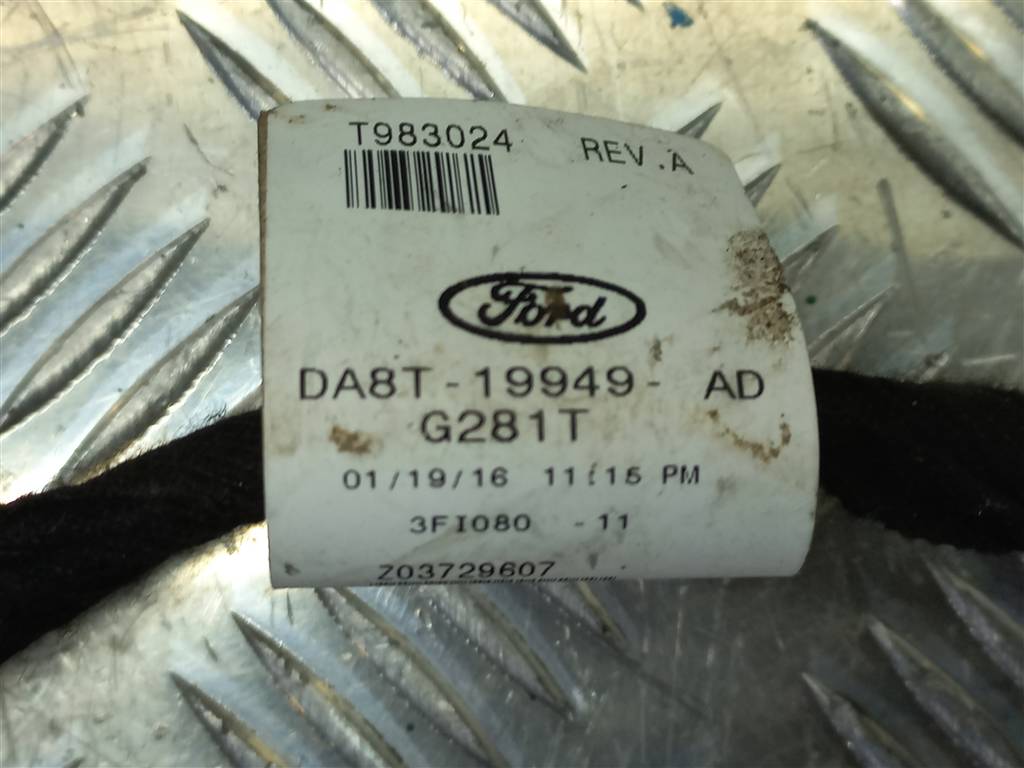 T983024 REV.A
Ford
DA8T-19949- AD
G281T
01/19/16 11:15 PM
3FI080 -11
Z03729607